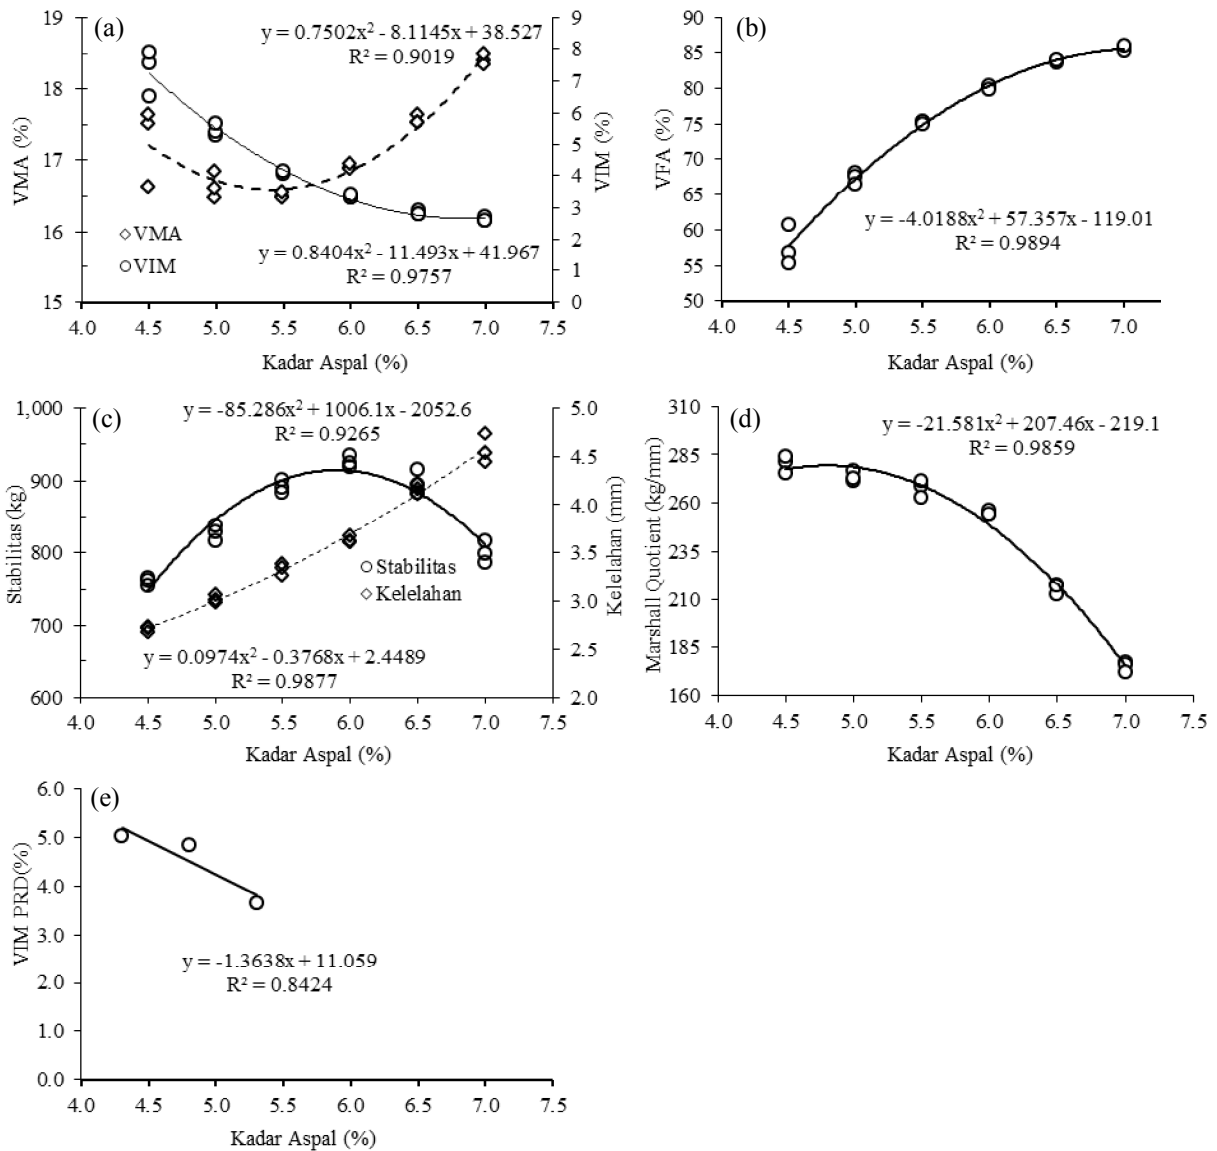 (a)
y = 0.7502x² - 8.1145x + 38.527
R² = 0.9019
19
18
17
16
15
VMA (%)
9
8
7
6
5
4
3
2
1
0
VIM (%)
VMA
VIM
y = 0.8404x² - 11.493x + 41.967
R² = 0.9757
4.0 4.5 5.0 5.5 6.0 6.5 7.0 7.5
Kadar Aspal (%)
(b)
90
85
80
75
70
65
60
55
50
VFA (%)
y = -4.0188x² + 57.357x - 119.01
R² = 0.9894
4.0 4.5 5.0 5.5 6.0 6.5 7.0
Kadar Aspal (%)
(c)
y = -85.286x² + 1006.1x - 2052.6
R² = 0.9265
1,000
900
800
700
600
Stabilitas (kg)
5.0
4.5
4.0
3.5
3.0
2.5
2.0
Kelelahan (mm)
Stabilitas
Kelelahan
y = 0.0974x² - 0.3768x + 2.4489
R² = 0.9877
4.0 4.5 5.0 5.5 6.0 6.5 7.0 7.5
Kadar Aspal (%)
(d)
y = -21.581x² + 207.46x - 219.1
R² = 0.9859
310
285
260
235
210
185
160
Marshall Quotient (kg/mm)
4.0 4.5 5.0 5.5 6.0 6.5 7.0 7.5
Kadar Aspal (%)
(e)
6.0
5.0
4.0
3.0
2.0
1.0
0.0
VIM PRD(%)
y = -1.3638x + 11.059
R² = 0.8424
4.0 4.5 5.0 5.5 6.0 6.5 7.0 7.5
Kadar Aspal (%)